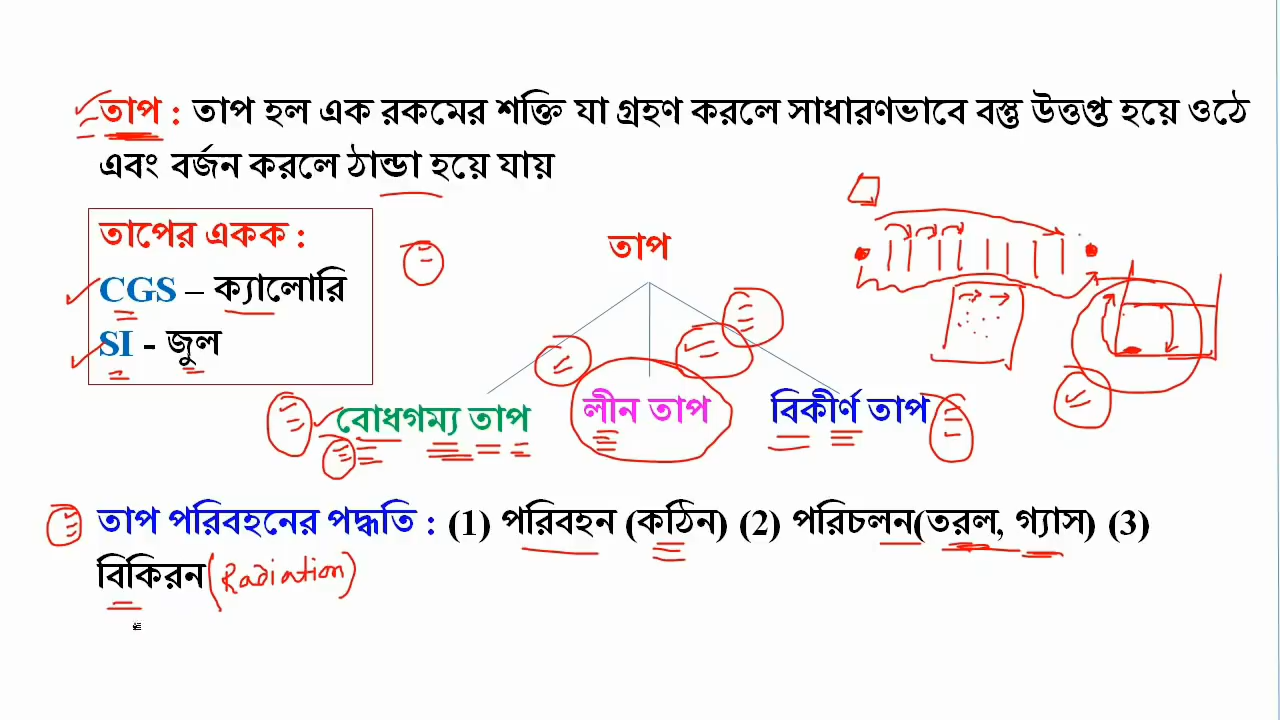 তাপ : তাপ হল এক রকমের শক্তি যা গ্রহণ করলে সাধারণভাবে বস্তু উত্তপ্ত হয়ে ওঠে
এবং বর্জন করলে ঠান্ডা হয়ে যায়
তাপের একক :
CGS – ক্যালোরি
SI - জুল
তাপ
বোধগম্য তাপ
লীন তাপ
বিকীর্ণ তাপ
তাপ পরিবহনের পদ্ধতি : (1) পরিবহন (কঠিন) (2) পরিচলন(তরল, গ্যাস) (3)
বিকিরন(Radiation)